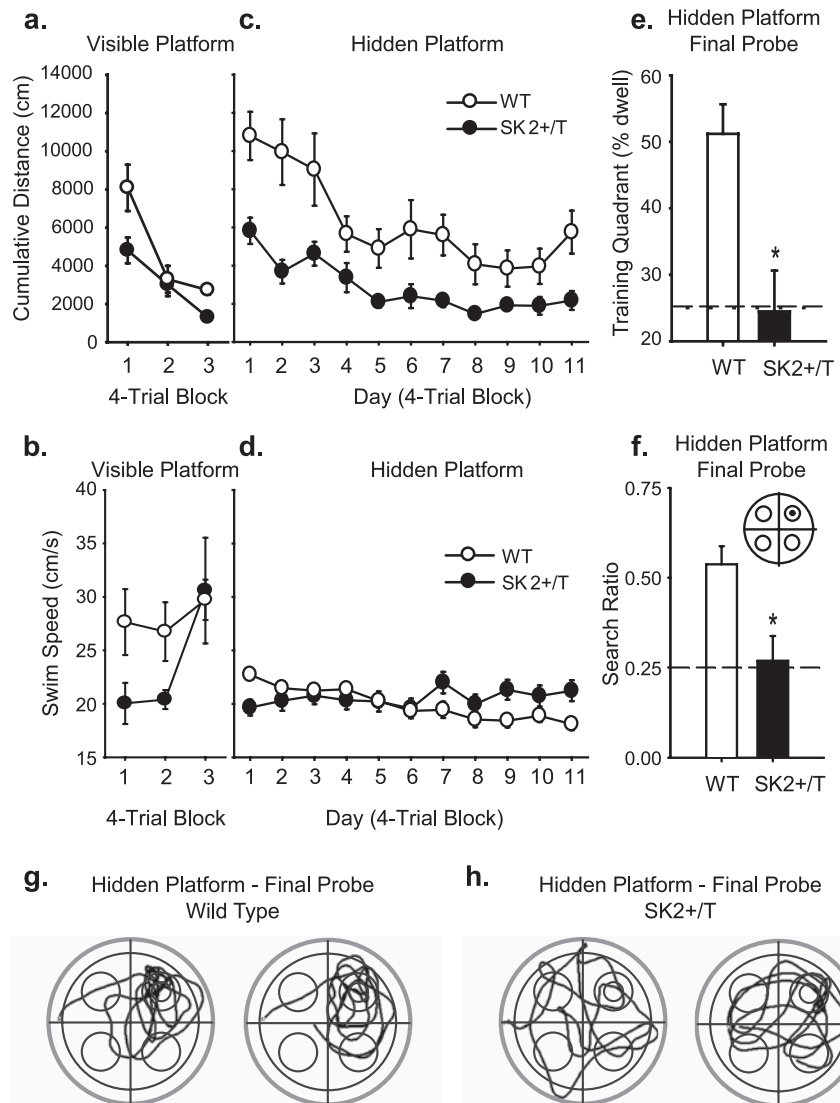 a.
Visible Platform
Cumulative Distance (cm)
14000
12000
10000
8000
6000
4000
2000
0
1 2 3
4-Trial Block
c.
Hidden Platform
WT
SK2+/T
1 2 3 4 5 6 7 8 9 10 11
Day (4-Trial Block)
e.
Hidden Platform
Final Probe
Training Quadrant (% dwell)
60
50
40
30
20
*
WT SK2+/T
b.
Visible Platform
Swim Speed (cm/s)
40
35
30
25
20
15
1 2 3
4-Trial Block
d.
Hidden Platform
WT
SK2+/T
1 2 3 4 5 6 7 8 9 10 11
Day (4-Trial Block)
f.
Hidden Platform
Final Probe
Search Ratio
0.75
0.50
0.25
0.00
*
WT SK2+/T
g.
Hidden Platform - Final Probe
Wild Type
h.
Hidden Platform - Final Probe
SK2+/T